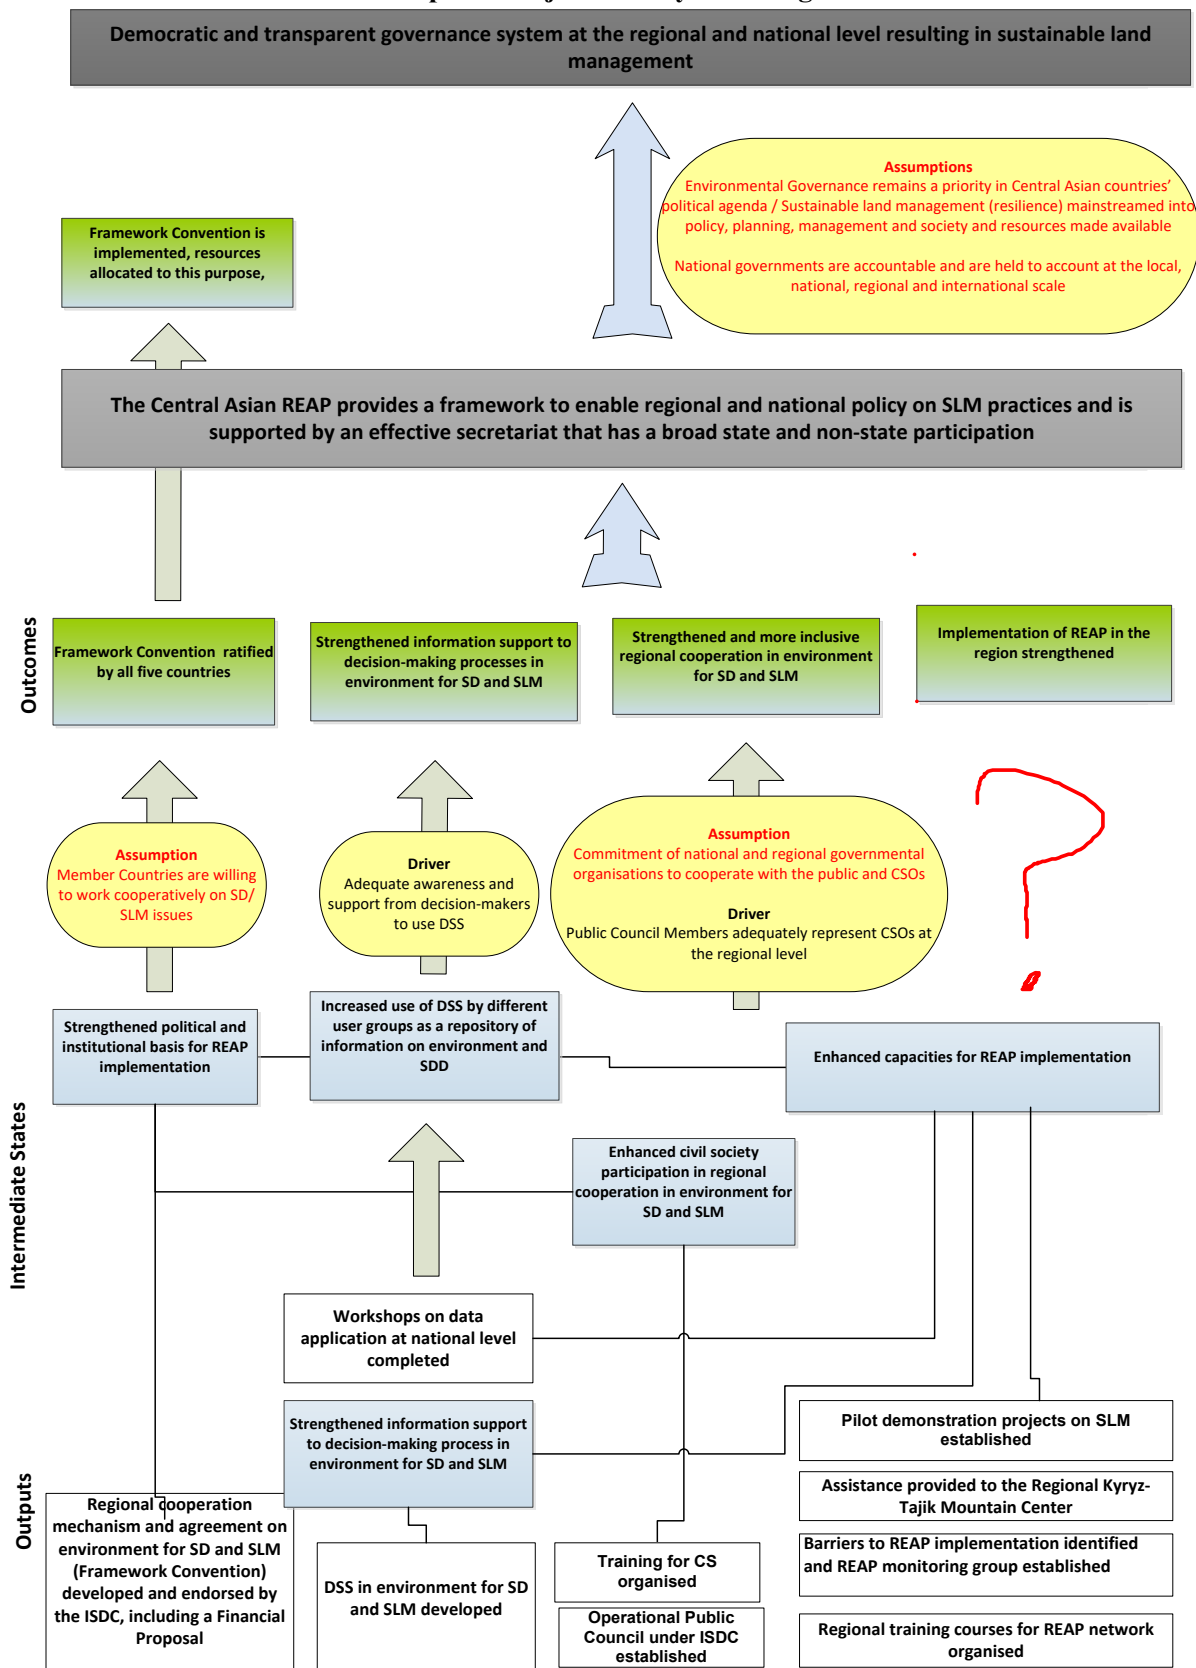 Democratic and transparent governance system at the regional and national level resulting in sustainable land
management
Assumptions
Environmental Governance remains a priority in Central Asian countries'
political agenda / Sustainable land management (resilience) mainstreamed into
policy, planning, management and society and resources made available
National governments are accountable and are held to account at the local,
national, regional and international scale
Framework Convention is
implemented, resources
allocated to this purpose,
The Central Asian REAP provides a framework to enable regional and national policy on SLM practices and is
supported by an effective secretariat that has a broad state and non-state participation
Outcomes
Framework Convention ratified
by all five countries
Strengthened information support to
decision-making processes in
environment for SD and SLM
Strengthened and more inclusive
regional cooperation in environment
for SD and SLM
Implementation of REAP in the
region strengthened
Assumption
Member Countries are willing
to work cooperatively on SD/
SLM issues
Driver
Adequate awareness and
support from decision-makers
to use DSS
Assumption
Commitment of national and regional governmental
organisations to cooperate with the public and CSOs
Driver
Public Council Members adequately represent CSOs at
the regional level
?
Intermediate States
Strengthened political and
institutional basis for REAP
implementation
Increased use of DSS by different
user groups as a repository of
information on environment and
SDD
Enhanced capacities for REAP implementation
Enhanced civil society
participation in regional
cooperation in environment for
SD and SLM
Workshops on data
application at national level
completed
Strengthened information support
to decision-making process in
environment for SD and SLM
Pilot demonstration projects on SLM
established
Assistance provided to the Regional Kyryz-
Tajik Mountain Center
Outputs
Regional cooperation
mechanism and agreement on
environment for SD and SLM
(Framework Convention)
developed and endorsed by
the ISDC, including a Financial
Proposal
DSS in environment for SD
and SLM developed
Training for CS
organised
Operational Public
Council under ISDC
established
Barriers to REAP implementation identified
and REAP monitoring group established
Regional training courses for REAP network
organised